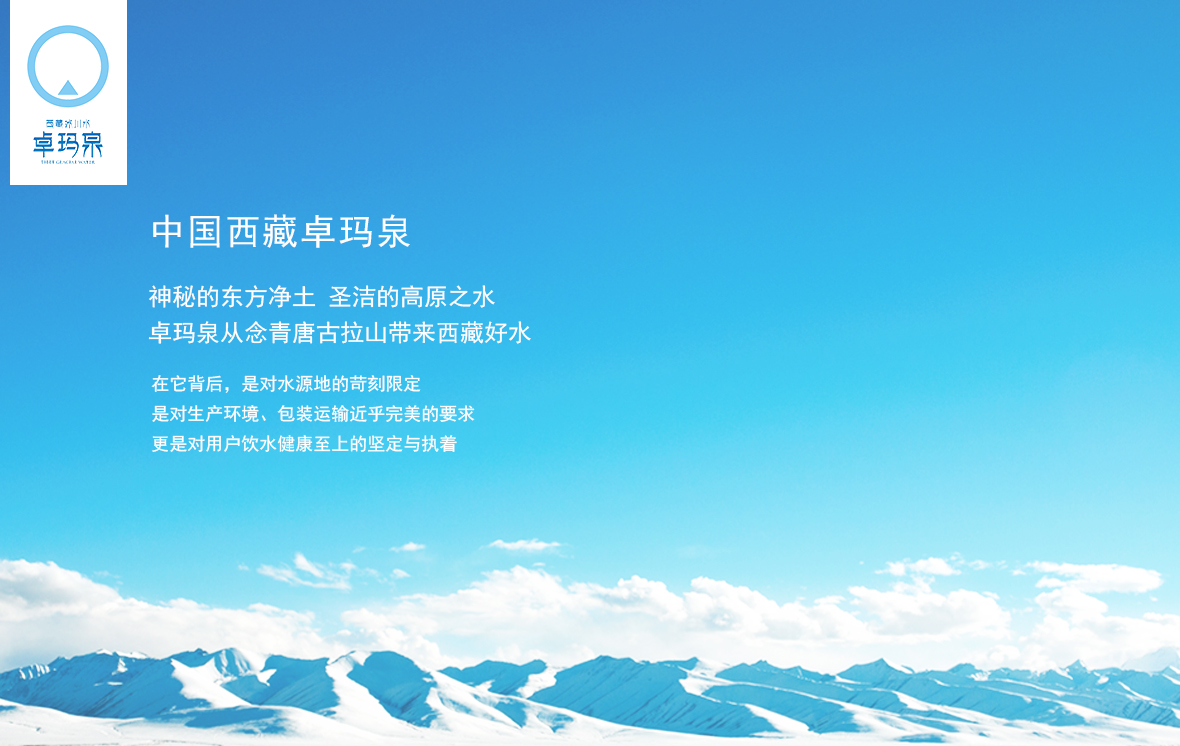 西藏冰川水
卓玛泉
中国西藏卓玛泉
神秘的东方净土 圣洁的高原之水
卓玛泉从念青唐古拉山带来西藏好水
在它背后，是对水源地的苛刻限定
是对生产环境、包装运输近乎完美的要求
更是对用户饮水健康至上的坚定与执着